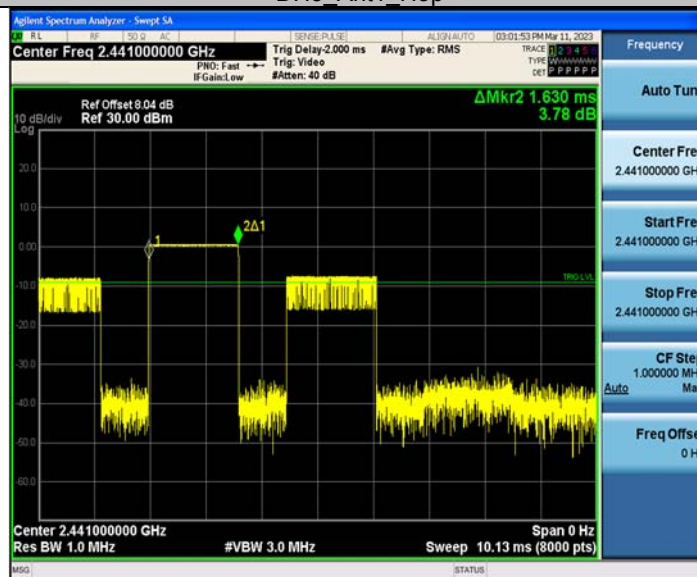 Agilent Spectrum Analyzer - Swept SA
RL RF 50 Ω AC SENSE:PULSE ALIGN AUTO 03:01:53 PM Mar 11, 2023
Center Freq 2.441000000 GHz
PNO: Fast
IFGain:Low
Trig Delay-2.000 ms
Trig: Video
#Atten: 40 dB
#Avg Type: RMS
TRACE 1 2 3 4 5 6
TYPE WWWWWW
DET P P P P P P
Frequency
Ref Offset 8.04 dB
10 dB/div Ref 30.00 dBm
Log
ΔMkr2 1.630 ms
3.78 dB
Auto Tun
20.0
10.0
0.00
-10.0
-20.0
-30.0
-40.0
-50.0
-60.0
1
2Δ1
TRIG LVL
Center Fre
2.441000000 GH
Start Fre
2.441000000 GH
Stop Fre
2.441000000 GH
CF Ste
1.000000 MH
Auto Ma
Freq Offse
0 H
Center 2.441000000 GHz Span 0 Hz
Res BW 1.0 MHz #VBW 3.0 MHz Sweep 10.13 ms (8000 pts)
MSG STATUS